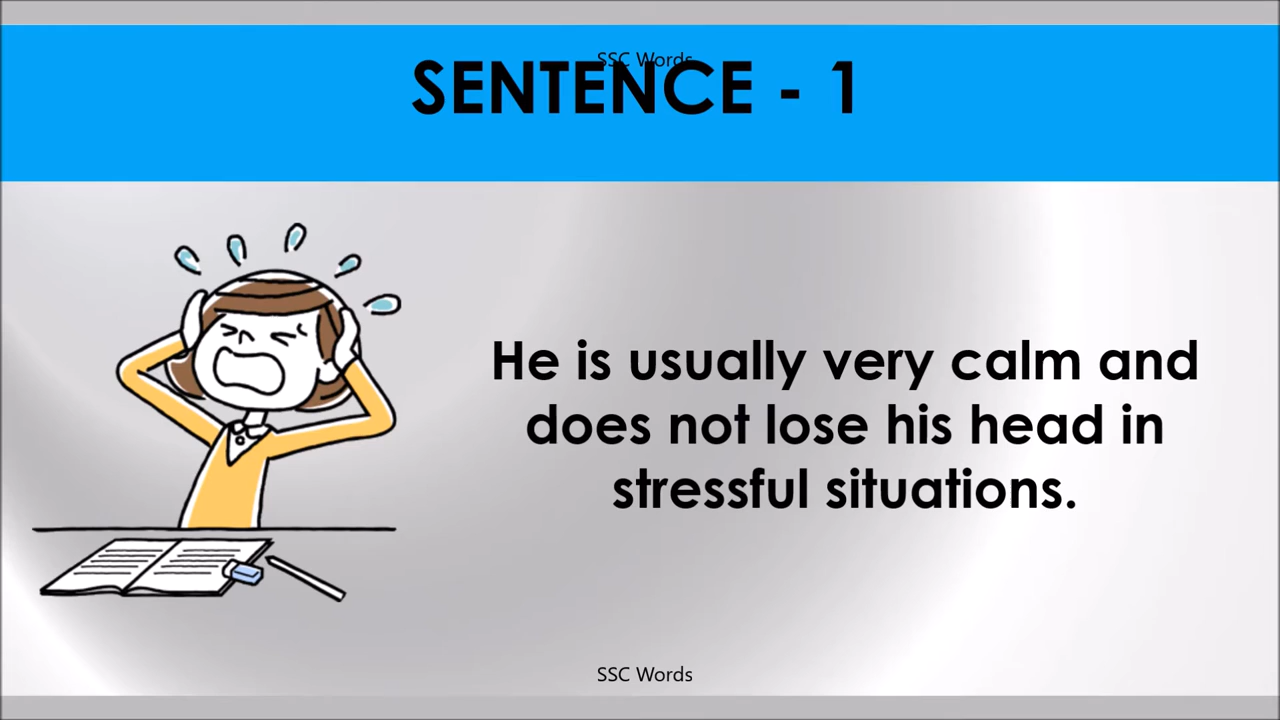 SSC Words
SENTENCE - 1
He is usually very calm and
does not lose his head in
stressful situations.
SSC Words